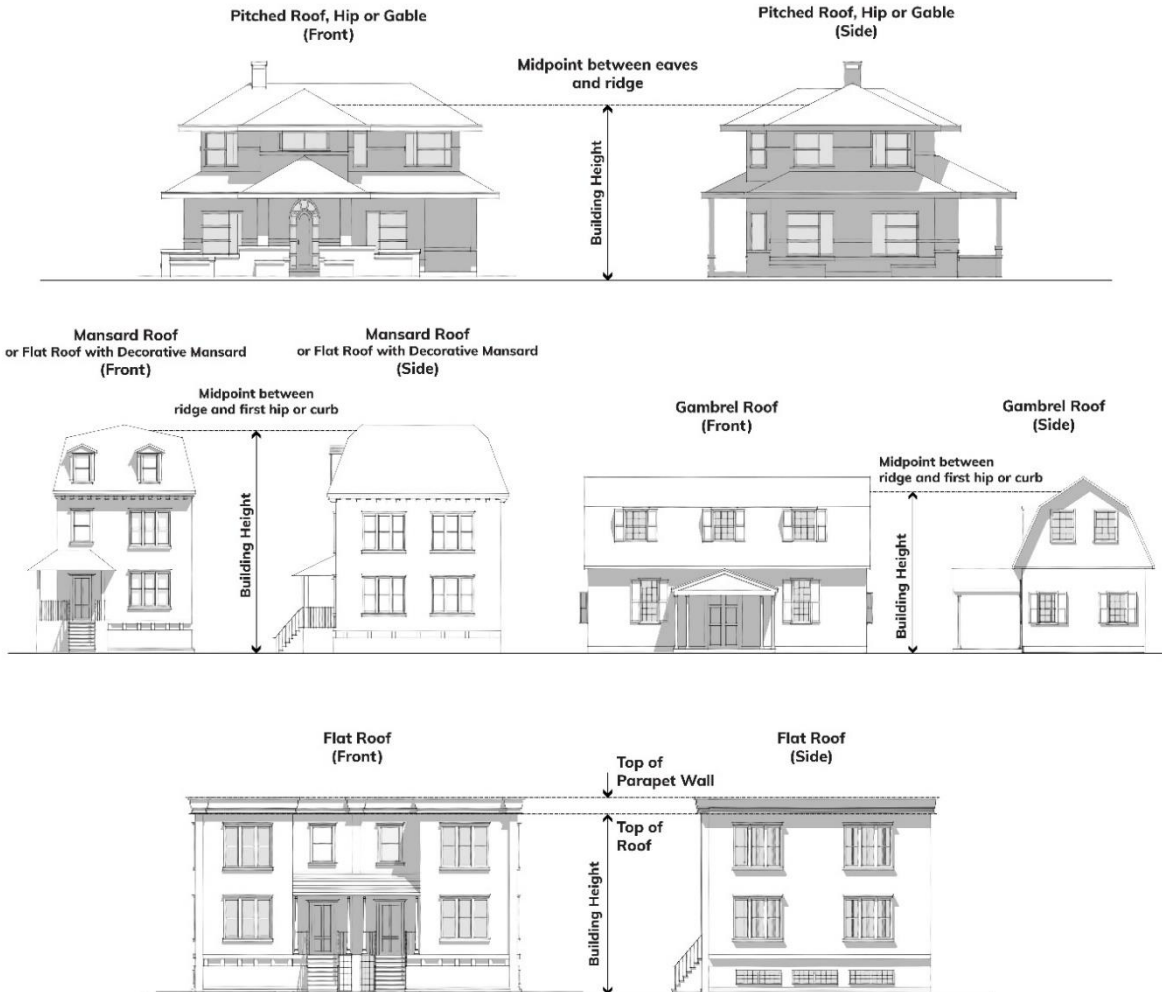 Pitched Roof, Hip or Gable
(Front)
Pitched Roof, Hip or Gable
(Side)
Midpoint between eaves
and ridge
Building Height
Mansard Roof
or Flat Roof with Decorative Mansard
(Front)
Mansard Roof
or Flat Roof with Decorative Mansard
(Side)
Midpoint between
ridge and first hip or curb
Building Height
Gambrel Roof
(Front)
Gambrel Roof
(Side)
Midpoint between
ridge and first hip or curb
Building Height
Flat Roof
(Front)
Flat Roof
(Side)
Top of
Parapet Wall
Top of
Roof
Building Height